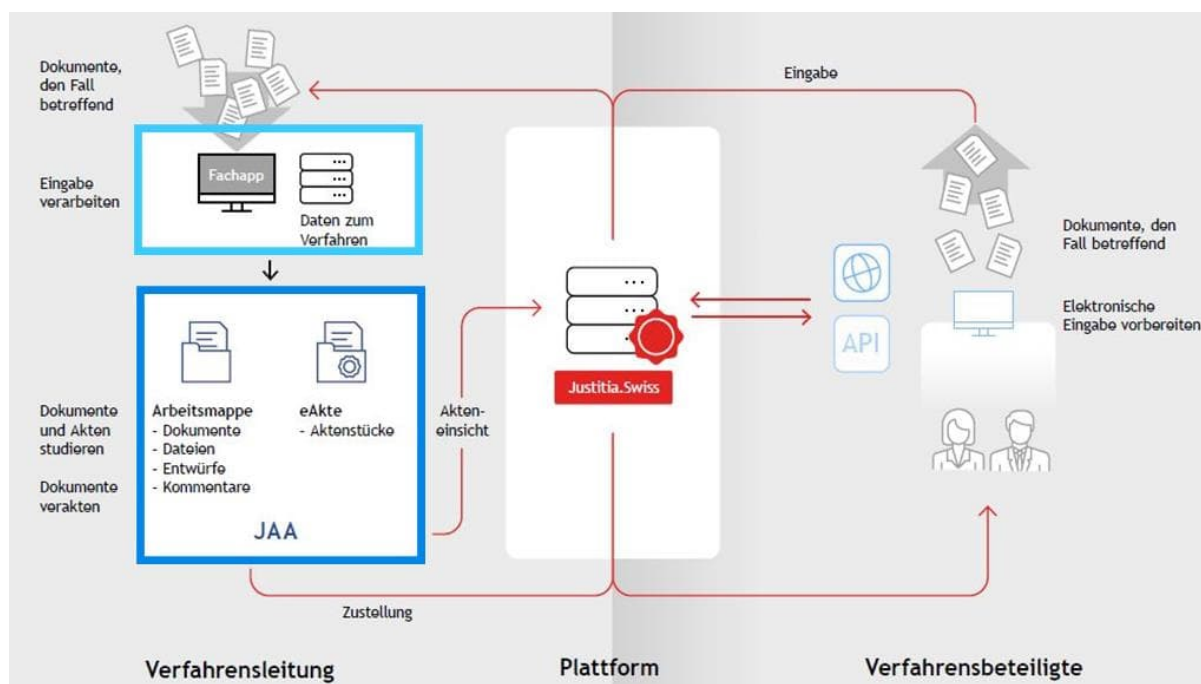 Dokumente,
den Fall
betreffend
Eingabe
Eingabe
verarbeiten
Fachapp
Daten zum
Verfahren
Dokumente, den
Fall betreffend
Elektronische
Eingabe vorbereiten
API
Justitia.Swiss
Dokumente
und Akten
studieren
Dokumente
verakten
Arbeitsmappe
- Dokumente
- Dateien
- Entwürfe
- Kommentare
eAkte
- Aktenstücke
JAA
Akten-
einsicht
Zustellung
Verfahrensleitung
Plattform
Verfahrensbeteiligte